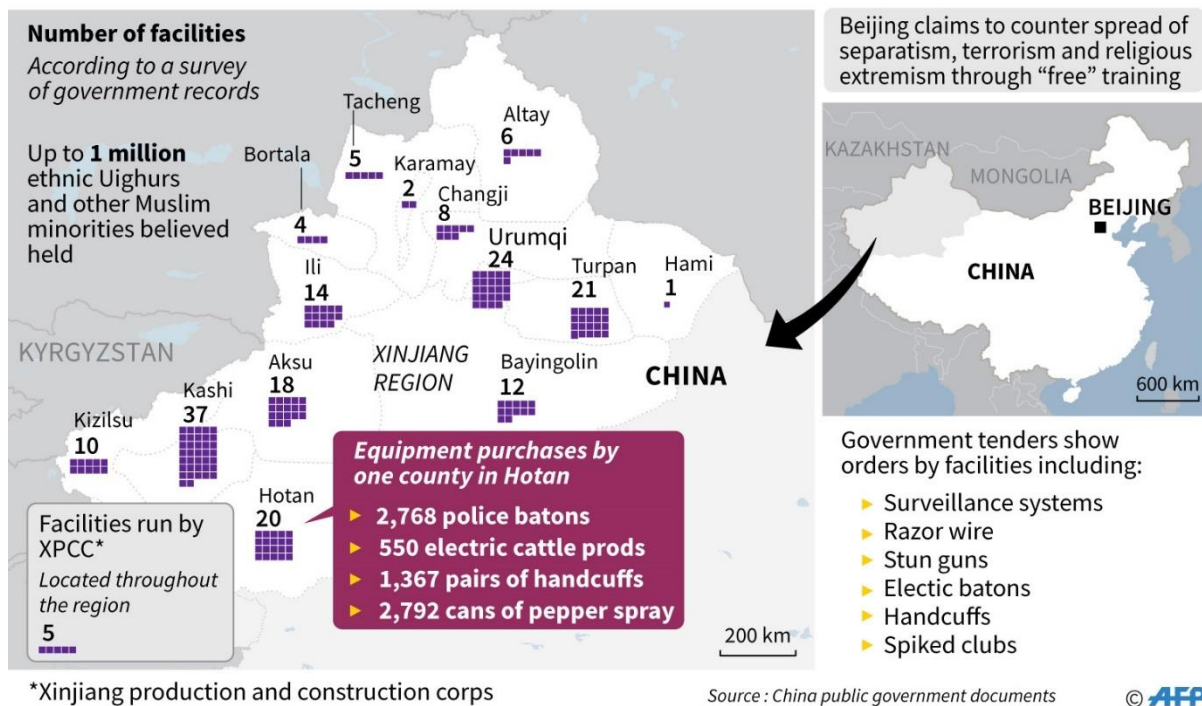 Number of facilities
According to a survey
of government records
Up to 1 million
ethnic Uighurs
and other Muslim
minorities believed
held
Tacheng
5
Altay
6
Bortala
4
Karamay
2
Changji
8
Urumqi
24
Ili
14
Turpan
21
Hami
1
KYRGYZSTAN
XINJIANG
REGION
CHINA
Aksu
18
Bayingolin
12
Kashi
37
Kizilsu
10
Hotan
20
Equipment purchases by
one county in Hotan
2,768 police batons
550 electric cattle prods
1,367 pairs of handcuffs
2,792 cans of pepper spray
Facilities run by
XPCC*
Located throughout
the region
5
200 km
Beijing claims to counter spread of
separatism, terrorism and religious
extremism through “free” training
KAZAKHSTAN
MONGOLIA
BEIJING
CHINA
600 km
Government tenders show
orders by facilities including:
Surveillance systems
Razor wire
Stun guns
Electic batons
Handcuffs
Spiked clubs
*Xinjiang production and construction corps
Source : China public government documents
© AFP